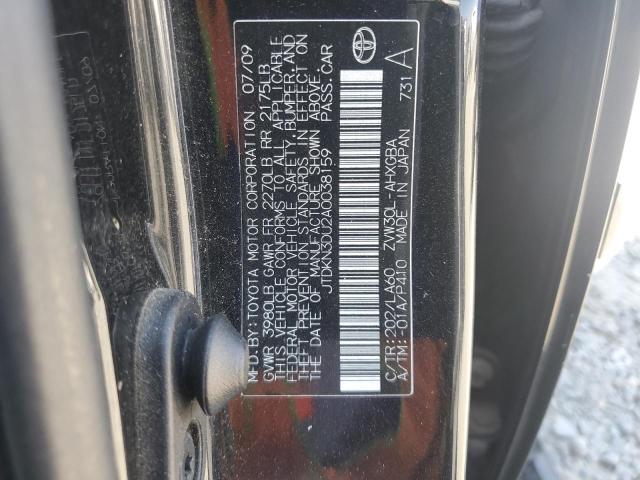 MFD.BY:TOYOTA MOTOR CORPORATION 07/09
GVWR 3980LB GAWR FR 2270LB RR 2175LB
THIS VEHICLE CONFORMS TO ALL APPLICABLE
FEDERAL MOTOR VEHICLE SAFETY, BUMPER, AND
THEFT PREVENTION STANDARDS IN EFFECT ON
THE DATE OF MANUFACTURE SHOWN ABOVE.
JTDKN3DU2A0038159 PASS.CAR
C/TR:202/LA60 ZVW30L-AHXGBA
A/TM:-01A/P410 MADE IN JAPAN 731
A